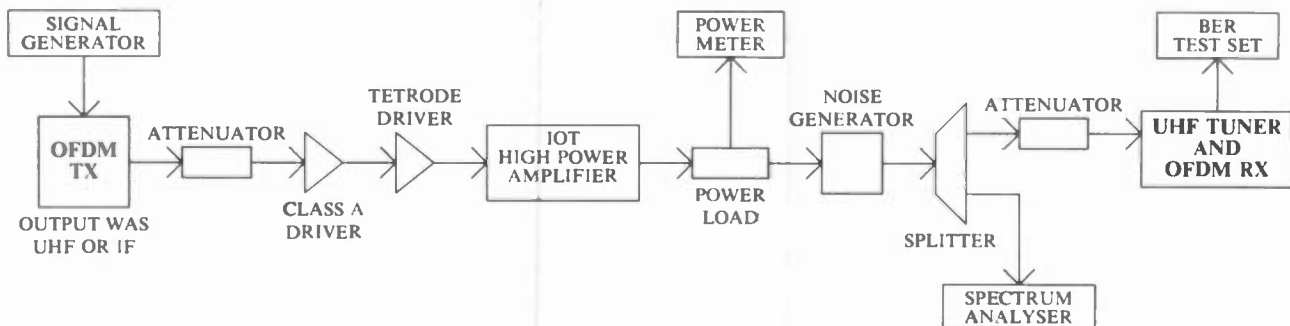 SIGNAL
GENERATOR
OFDM
TX
OUTPUT WAS
UHF OR IF
ATTENUATOR
CLASS A
DRIVER
TETRODE
DRIVER
IOT
HIGH POWER
AMPLIFIER
POWER
METER
POWER
LOAD
NOISE
GENERATOR
SPLITTER
SPECTRUM
ANALYSER
ATTENUATOR
BER
TEST SET
UHF TUNER
AND
OFDM RX